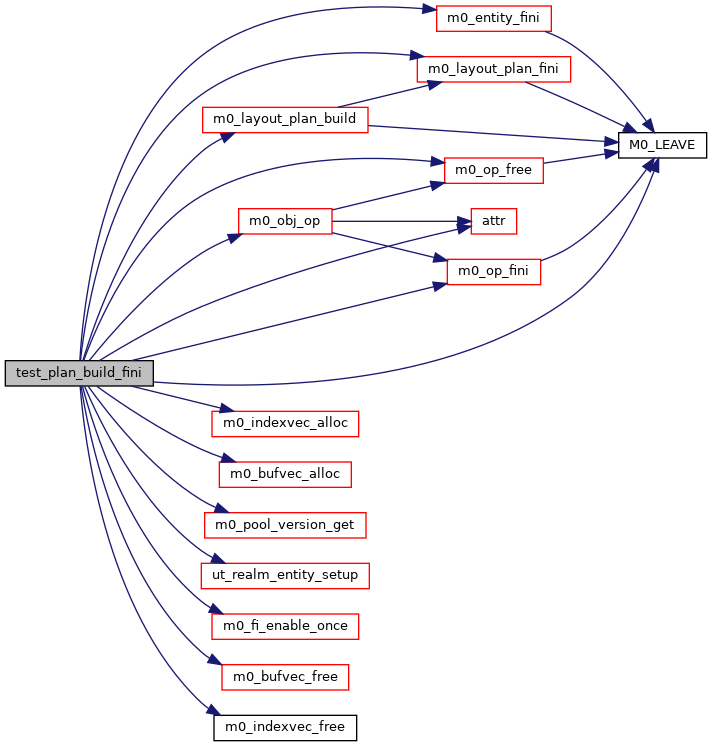 m0_entity_fini
m0_layout_plan_fini
m0_layout_plan_build
M0_LEAVE
m0_op_free
m0_obj_op
attr
m0_op_fini
test_plan_build_fini
m0_indexvec_alloc
m0_bufvec_alloc
m0_pool_version_get
ut_realm_entity_setup
m0_fi_enable_once
m0_bufvec_free
m0_indexvec_free